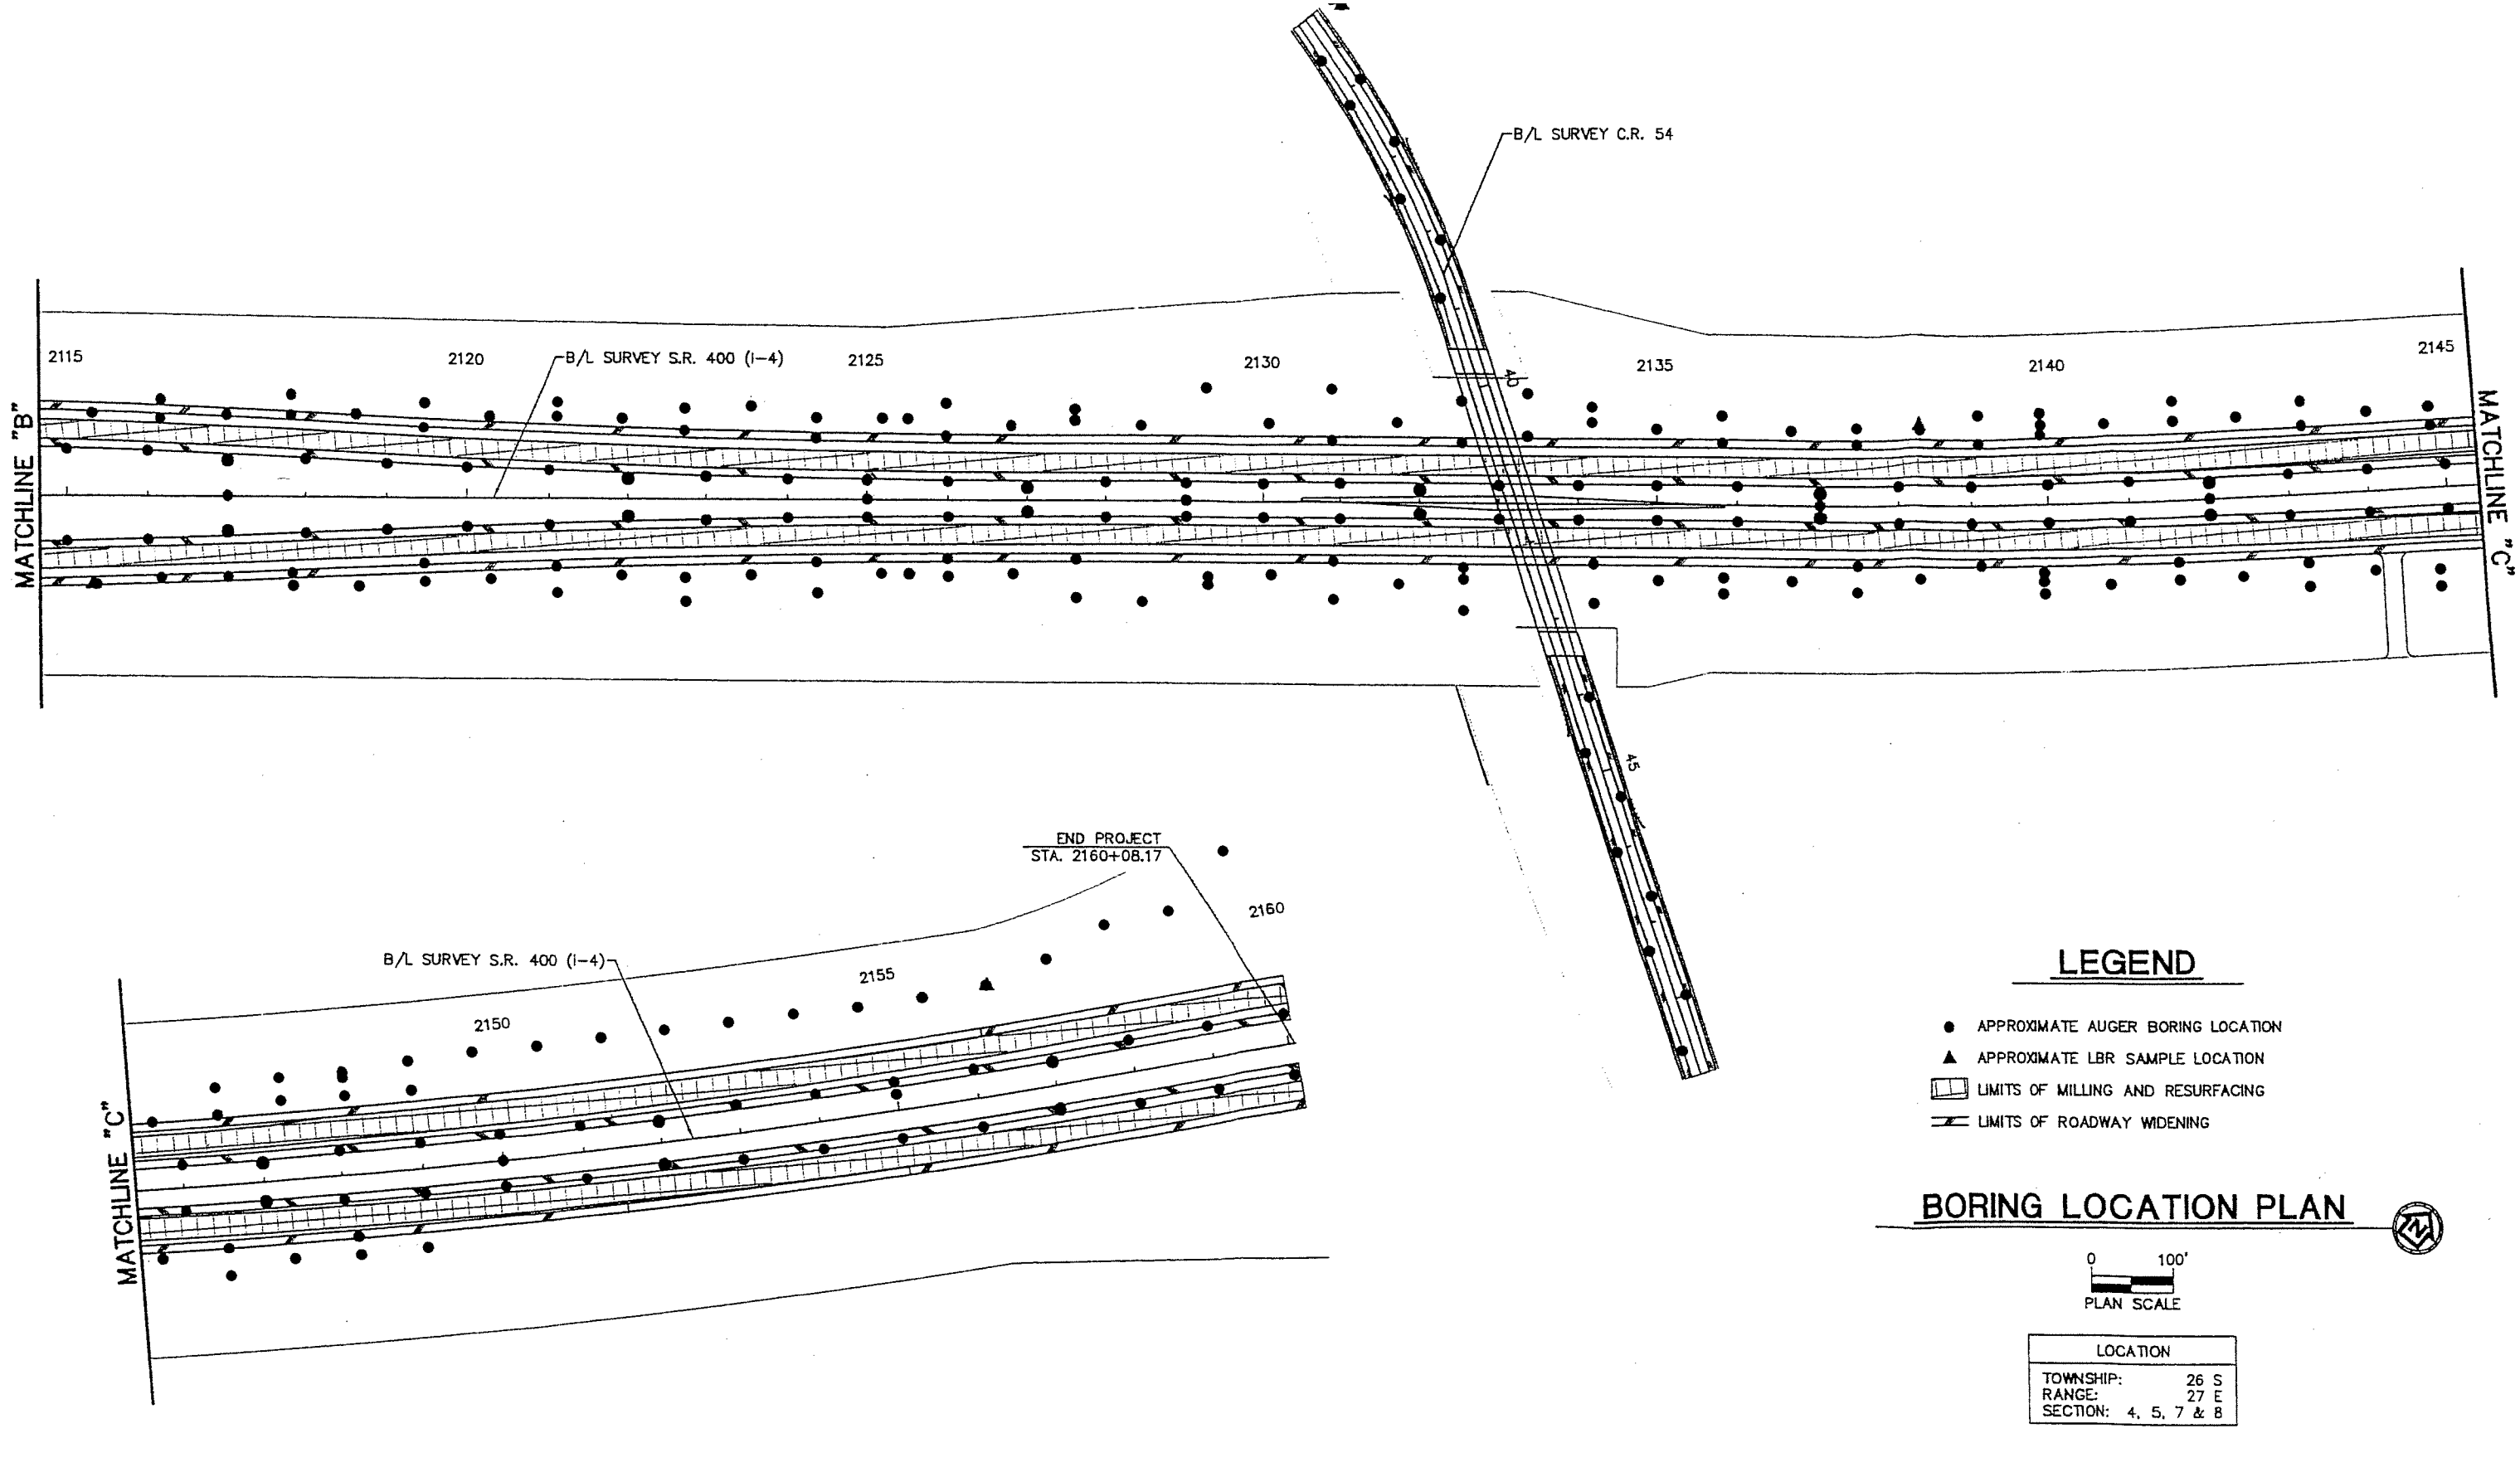 B/L SURVEY C.R. 54
MATCHLINE "B"
2115
2120
B/L SURVEY S.R. 400 (I-4)
2125
2130
40
2135
2140
2145
MATCHLINE "C"
45
END PROJECT
STA. 2160+08.17
2160
B/L SURVEY S.R. 400 (I-4)
2155
2150
MATCHLINE "C"
LEGEND
APPROXIMATE AUGER BORING LOCATION
APPROXIMATE LBR SAMPLE LOCATION
LIMITS OF MILLING AND RESURFACING
LIMITS OF ROADWAY WIDENING
BORING LOCATION PLAN
N
0 100'
PLAN SCALE
LOCATION
TOWNSHIP: 26 S
RANGE: 27 E
SECTION: 4, 5, 7 & 8